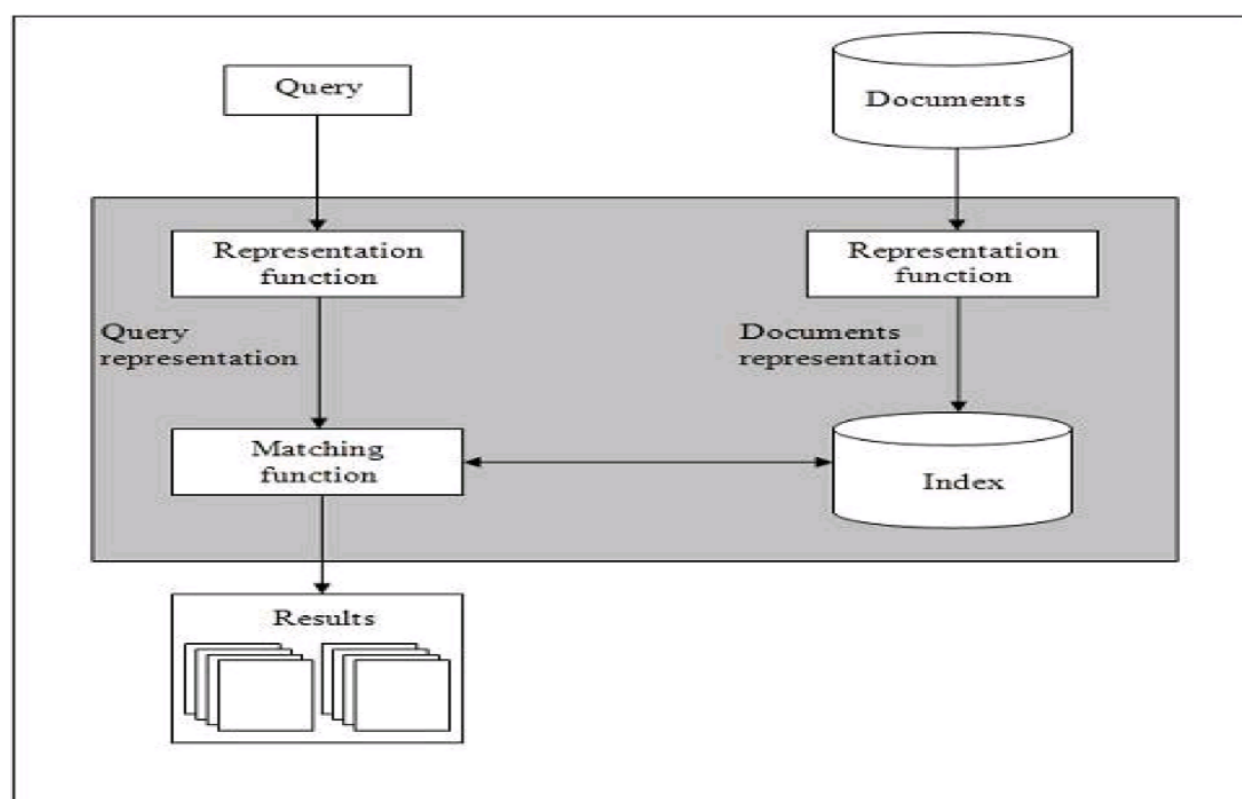 Query
Documents
Representation
function
Representation
function
Query
representation
Documents
representation
Matching
function
Index
Results